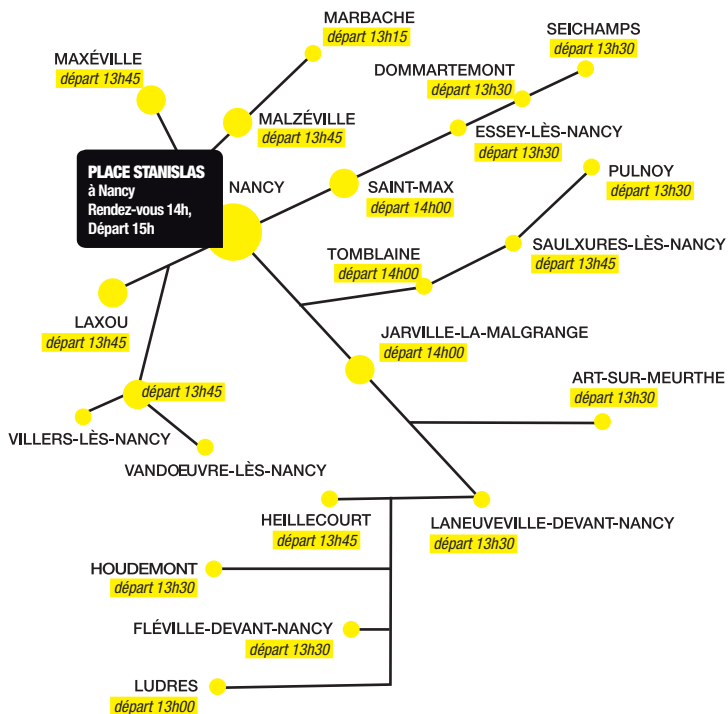 MARBACHE
départ 13h15
SEICHAMPS
départ 13h30
MAXÉVILLE
départ 13h45
DOMMARTEMONT
départ 13h30
MALZÉVILLE
départ 13h45
ESSEY-LÈS-NANCY
départ 13h30
PLACE STANISLAS
à Nancy
Rendez-vous 14h,
Départ 15h
NANCY
SAINT-MAX
départ 14h00
PULNOY
départ 13h30
TOMBLAINE
départ 14h00
SAULXURES-LÈS-NANCY
départ 13h45
LAXOU
départ 13h45
JARVILLE-LA-MALGRANGE
départ 14h00
ART-SUR-MEURTHE
départ 13h30
départ 13h45
VILLERS-LÈS-NANCY
VANDOEUVRE-LÈS-NANCY
HEILLECOURT
départ 13h45
LANEUVEVILLE-DEVANT-NANCY
départ 13h30
HOUDEMONT
départ 13h30
FLÉVILLE-DEVANT-NANCY
départ 13h30
LUDRES
départ 13h00